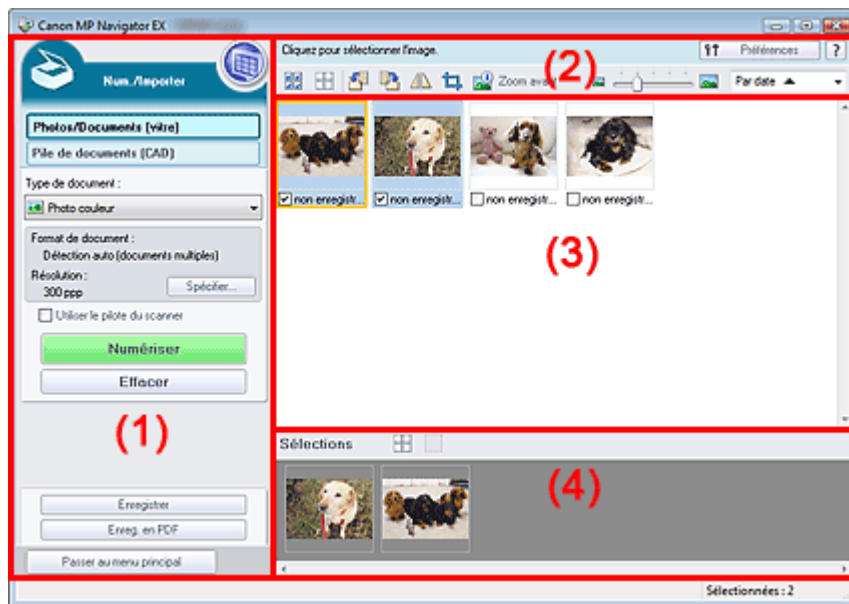 Canon MP Navigator EX
Num./Importer
Photos/Documents (vitre)
Pile de documents (CAD)
Type de document :
Photo couleur
Format de document :
Détection auto (documents multiples)
Résolution :
300 ppp
Spécifier...
Utiliser le pilote du scanner
Numériser
Effacer
(1)
Enregistrer
Enreg. en PDF
Passer au menu principal
Cliquez pour sélectionner l'image.
Préférences
?
Zoom avant
(2)
Par date
non enregistr...
non enregistr...
non enregistr...
non enregistr...
(3)
Sélections
(4)
Sélectionnées : 2